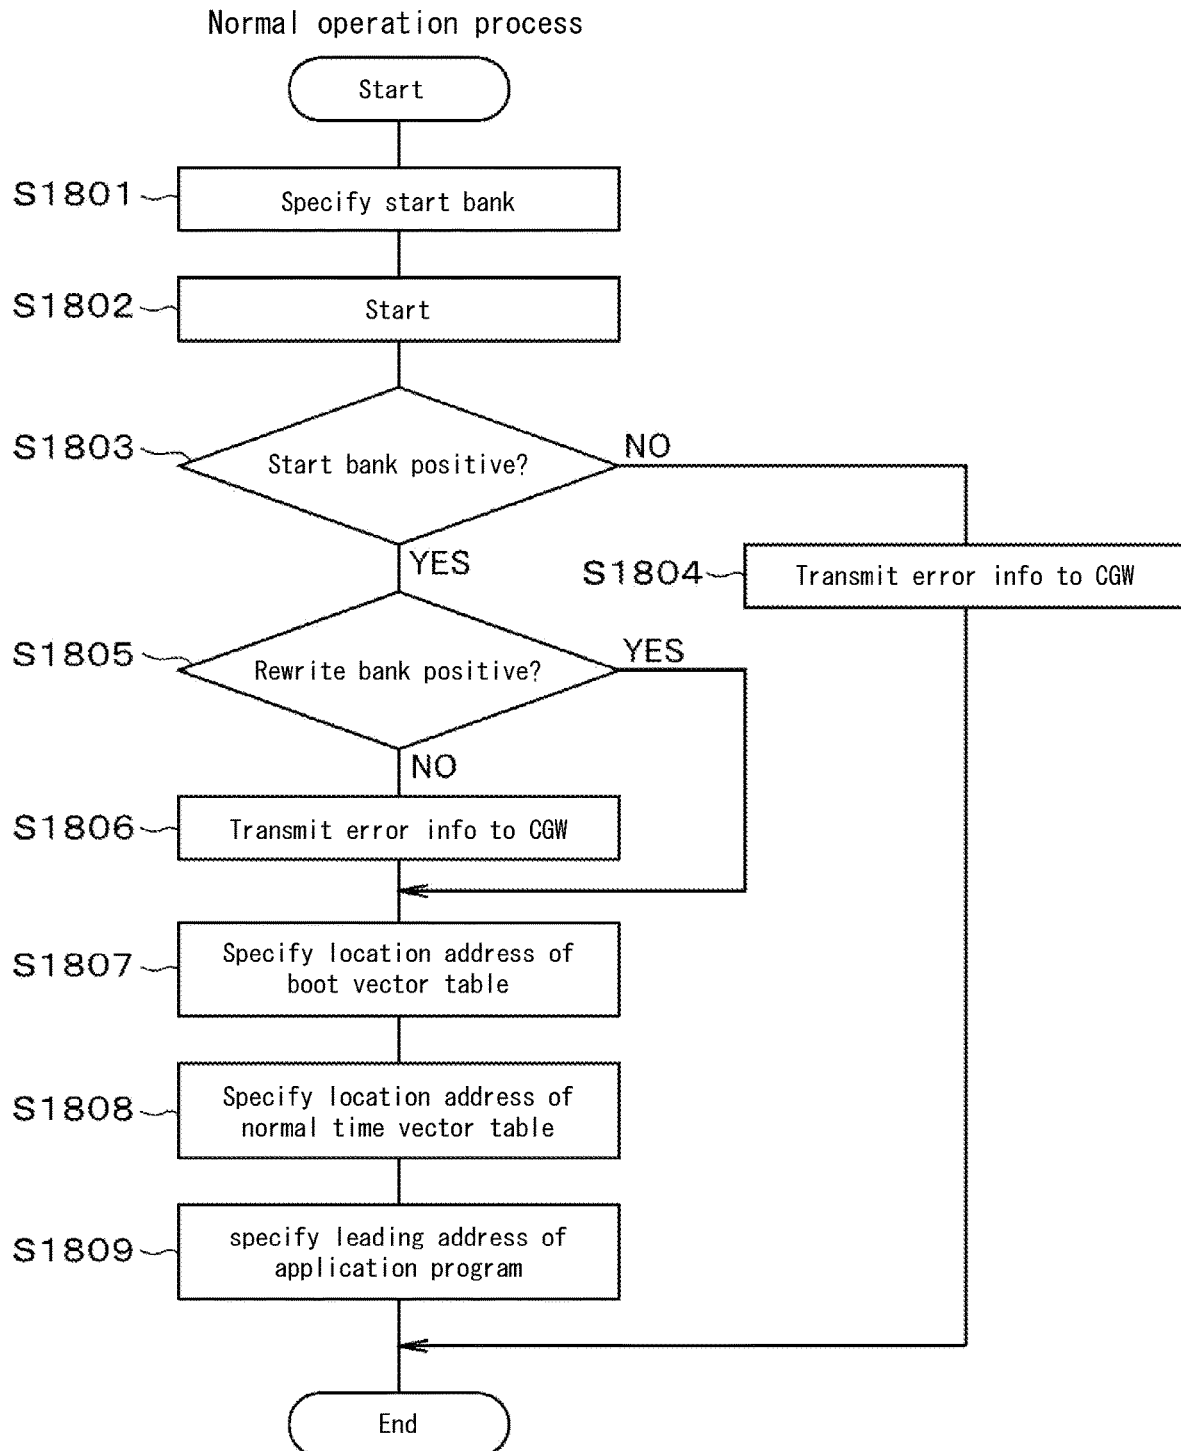 Normal operation process
Start
S1801
Specify start bank
S1802
Start
S1803
Start bank positive?
NO
YES
S1804
Transmit error info to CGW
S1805
Rewrite bank positive?
YES
NO
S1806
Transmit error info to CGW
S1807
Specify location address of
boot vector table
S1808
Specify location address of
normal time vector table
S1809
specify leading address of
application program
End